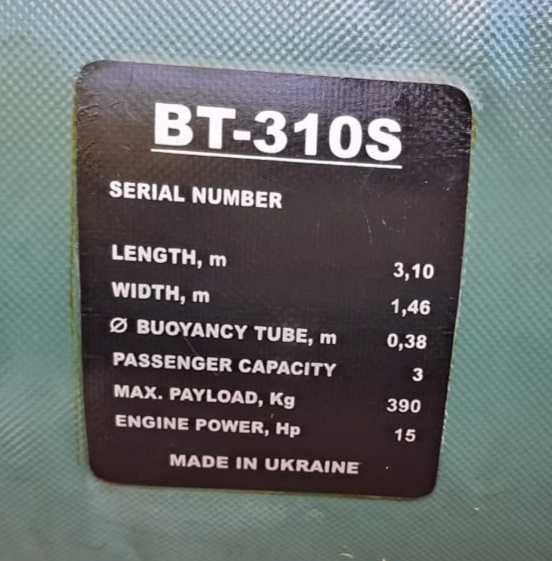 BT-310S
SERIAL NUMBER
LENGTH, m 3,10
WIDTH, m 1,46
Ø BUOYANCY TUBE, m 0,38
PASSENGER CAPACITY 3
MAX. PAYLOAD, Kg 390
ENGINE POWER, Hp 15
MADE IN UKRAINE